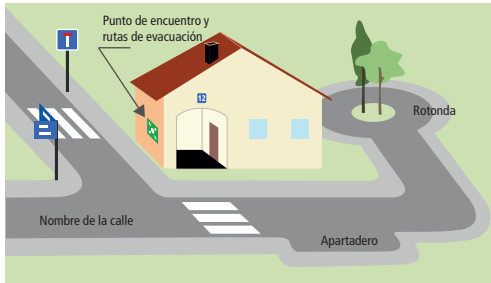 Punto de encuentro y
rutas de evacuación
12
Rotonda
Nombre de la calle
Apartadero